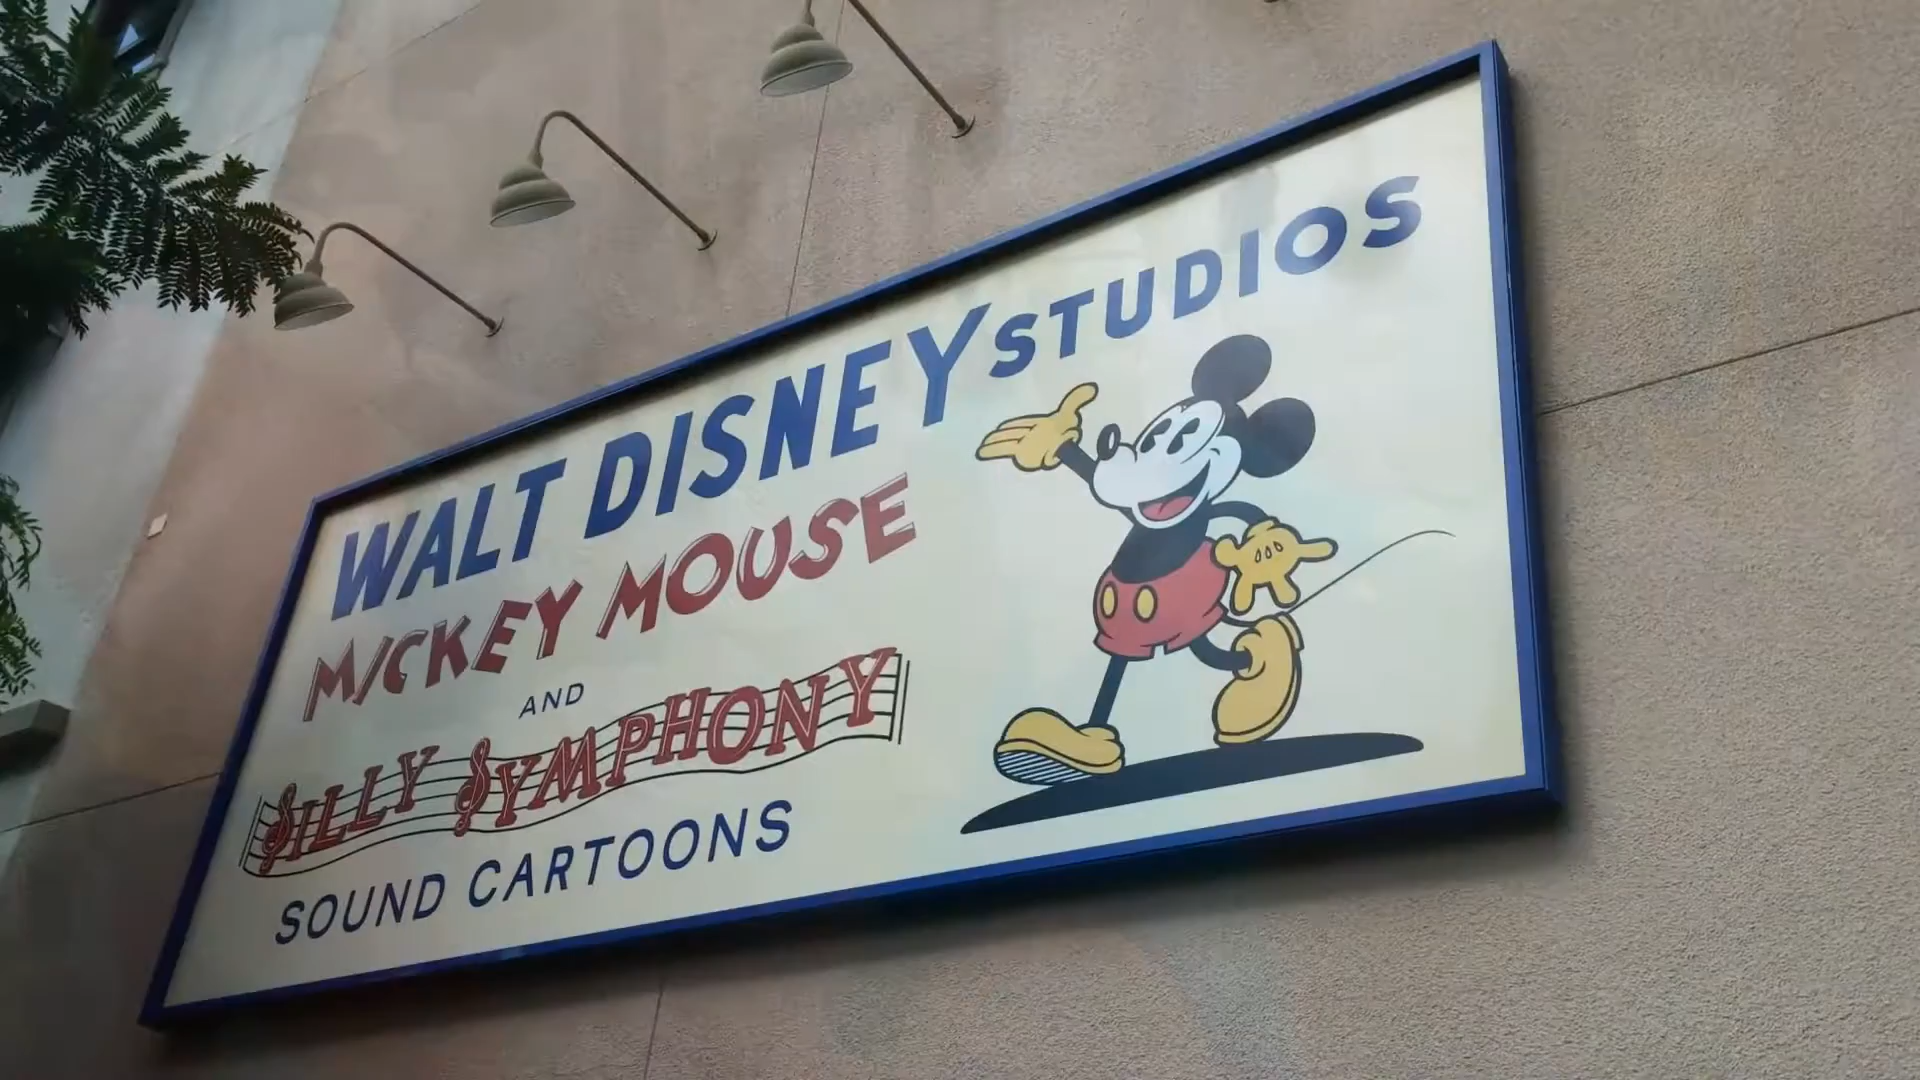 WALT DISNEY STUDIOS
MICKEY MOUSE
AND
SILLY SYMPHONY
SOUND CARTOONS